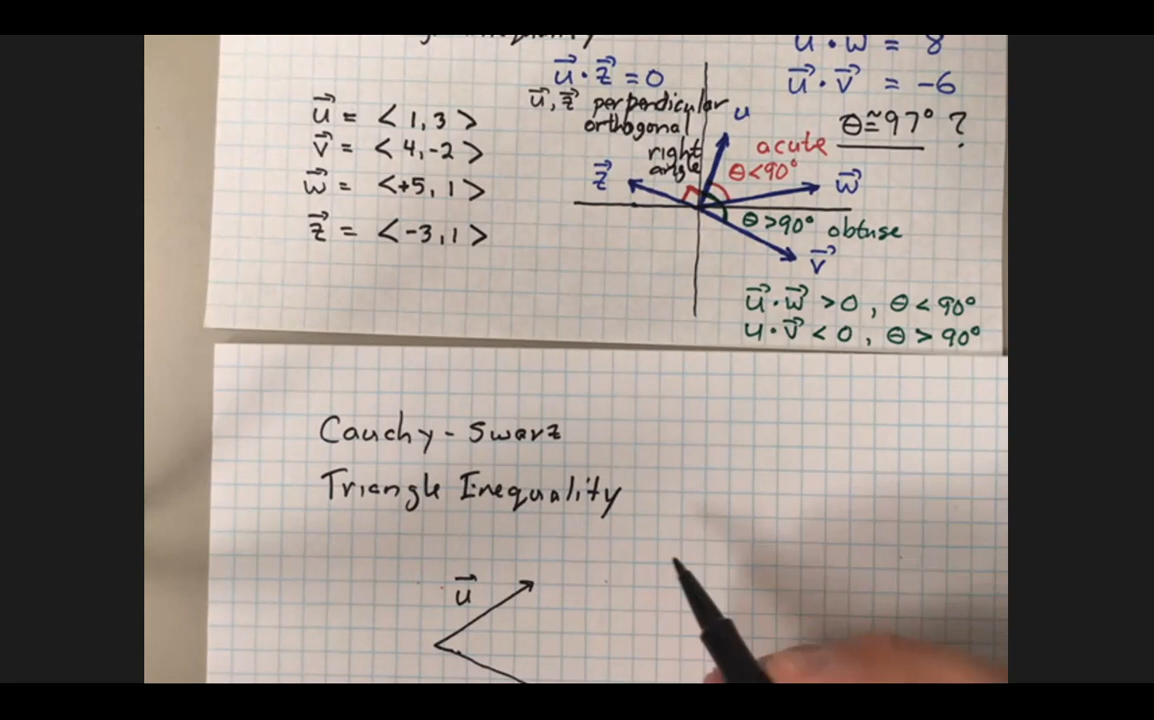 u · w = 8
u⃗ · z⃗ = 0
u⃗ · v⃗ = -6
u⃗, z⃗ perpendicular
orthogonal
right
angle
θ ≅ 97° ?
u
acute
θ < 90°
z⃗
w⃗
θ > 90° obtuse
v⃗
u⃗ = < 1, 3 >
v⃗ = < 4, -2 >
w⃗ = < +5, 1 >
z⃗ = < -3, 1 >
u⃗ · w⃗ > 0 , θ < 90°
u · v⃗ < 0 , θ > 90°
Cauchy - Swarz
Triangle Inequality
u⃗